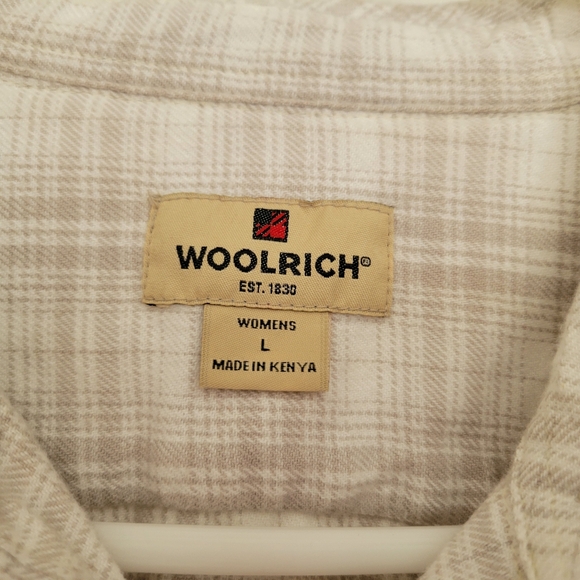 WOOLRICH®
EST. 1830
WOMENS
L
MADE IN KENYA